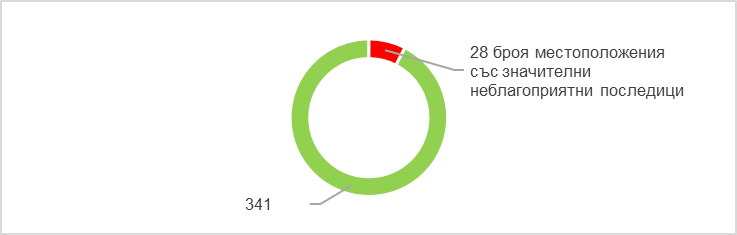 28 броя местоположения
със значителни
неблагоприятни последици
341